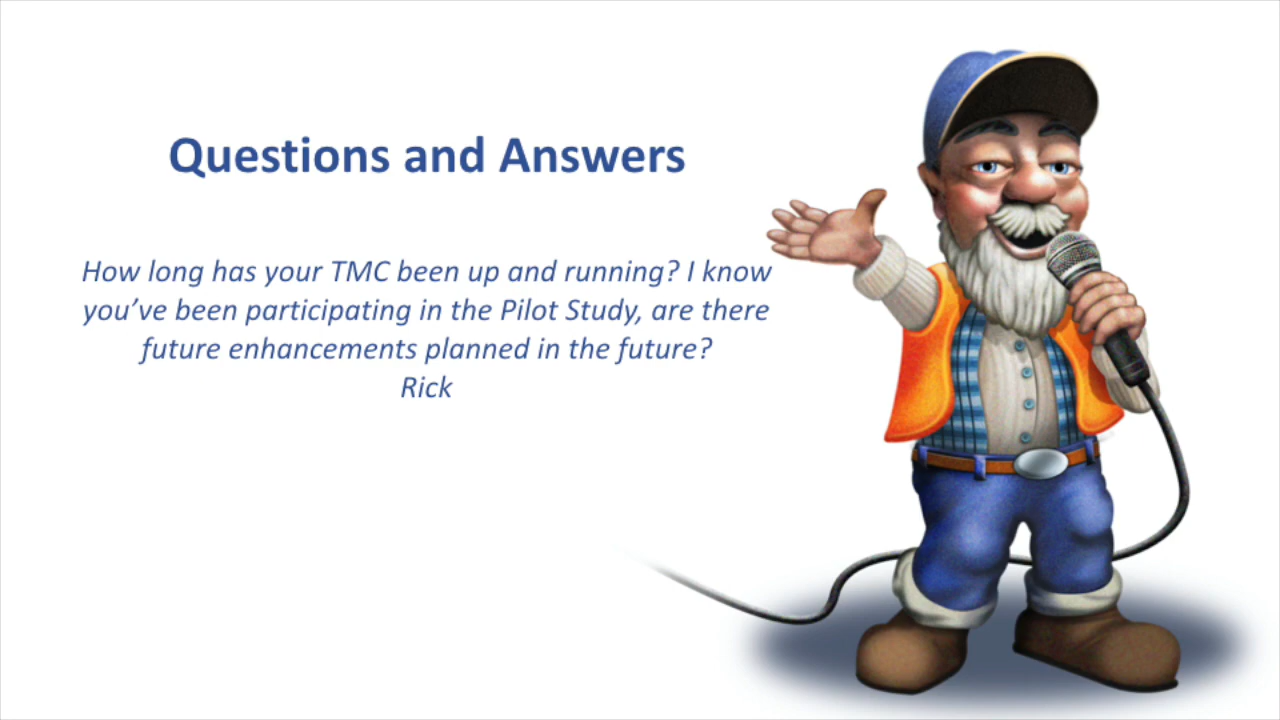 Questions and Answers
How long has your TMC been up and running? I know
you’ve been participating in the Pilot Study, are there
future enhancements planned in the future?
Rick